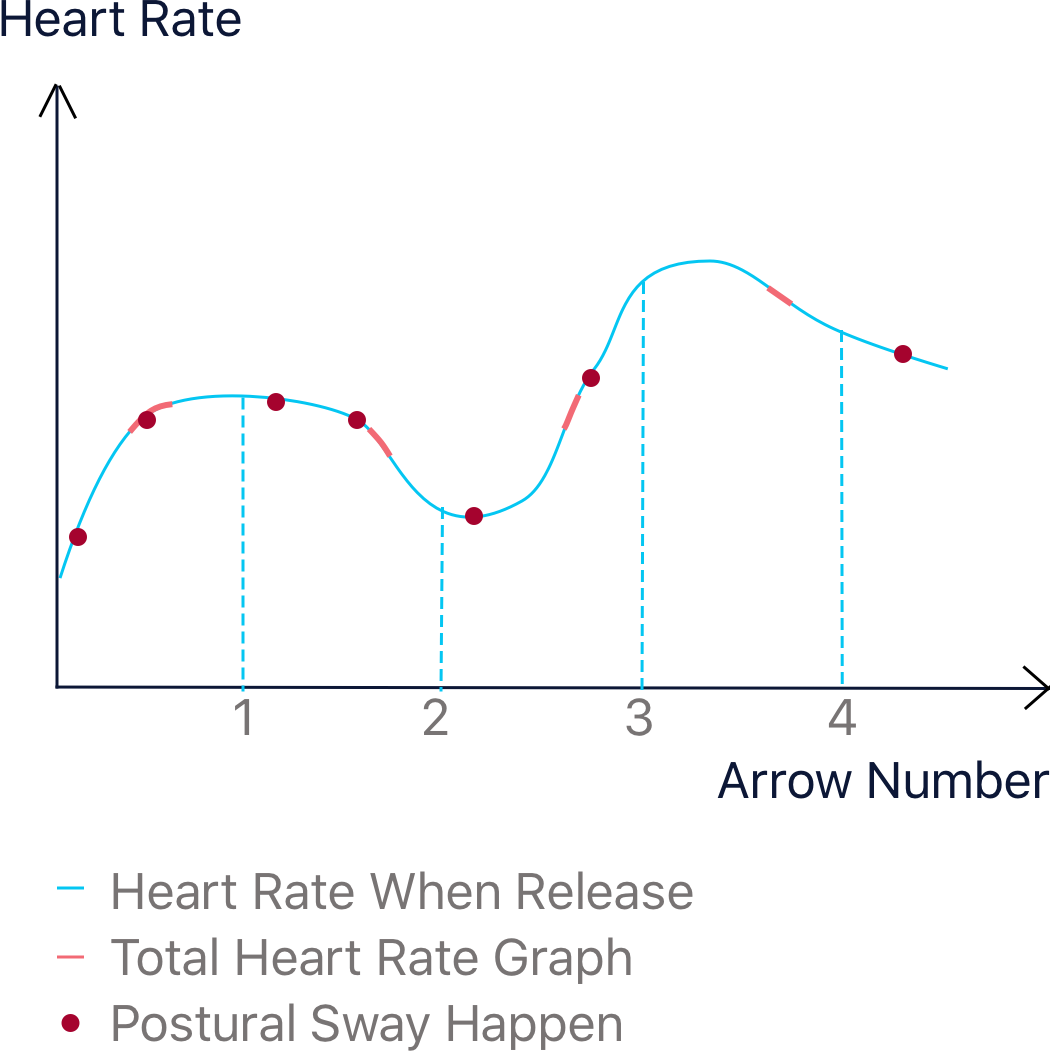 Heart Rate
1
2
3
4
Arrow Number
Heart Rate When Release
Total Heart Rate Graph
Postural Sway Happen